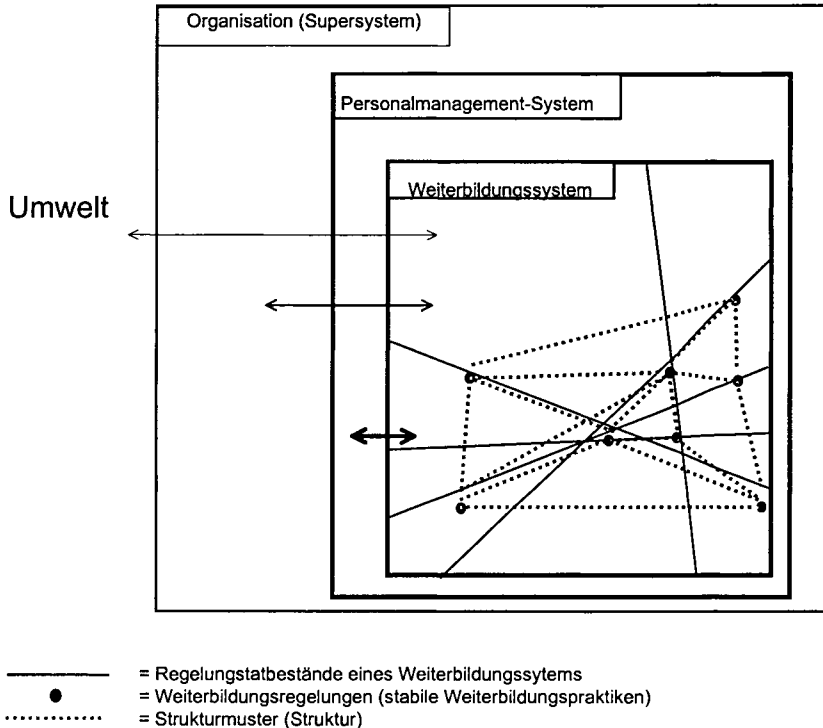 Organisation (Supersystem)
Personalmanagement-System
Weiterbildungssystem
Umwelt
= Regelungstatbestände eines Weiterbildungssytems
= Weiterbildungsregelungen (stabile Weiterbildungspraktiken)
= Strukturmuster (Struktur)